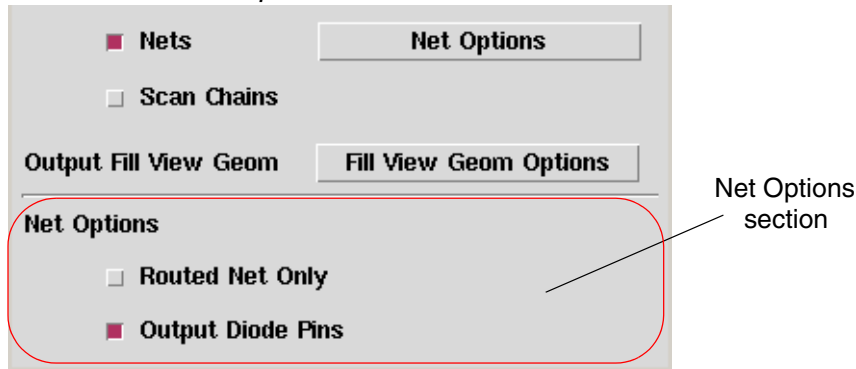 Nets Net Options
Scan Chains
Output Fill View Geom Fill View Geom Options
Net Options
section
Net Options
Routed Net Only
Output Diode Pins